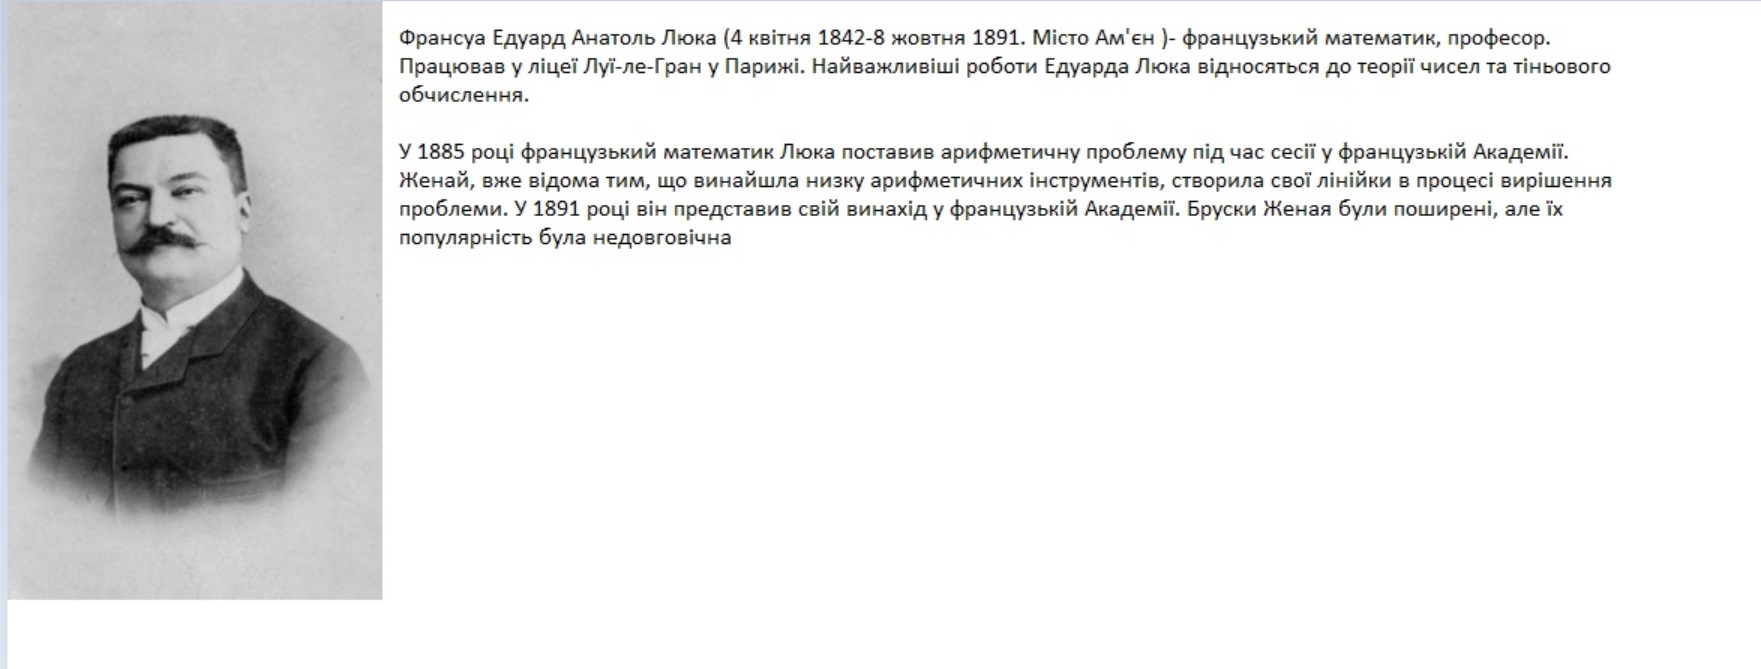 Франсуа Едуард Анатоль Люка (4 квітня 1842-8 жовтня 1891. Місто Ам'єн )- французький математик, професор.
Працював у ліцеї Луї-ле-Гран у Парижі. Найважливіші роботи Едуарда Люка відносяться до теорії чисел та тіньового
обчислення.
У 1885 році французький математик Люка поставив арифметичну проблему під час сесії у французькій Академії.
Женай, вже відома тим, що винайшла низку арифметичних інструментів, створила свої лінійки в процесі вирішення
проблеми. У 1891 році він представив свій винахід у французькій Академії. Бруски Женая були поширені, але їх
популярність була недовговічна